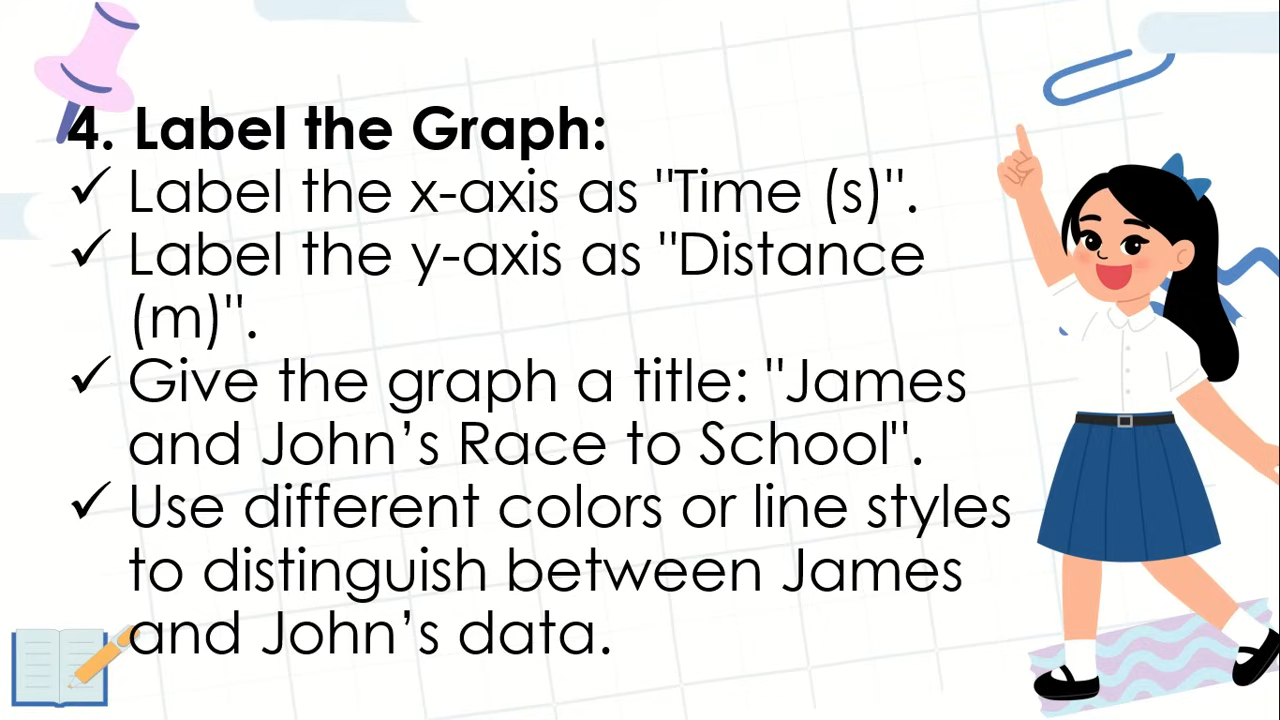 4. Label the Graph:
✓ Label the x-axis as "Time (s)".
✓ Label the y-axis as "Distance
(m)".
✓ Give the graph a title: "James
and John’s Race to School".
✓ Use different colors or line styles
to distinguish between James
and John’s data.